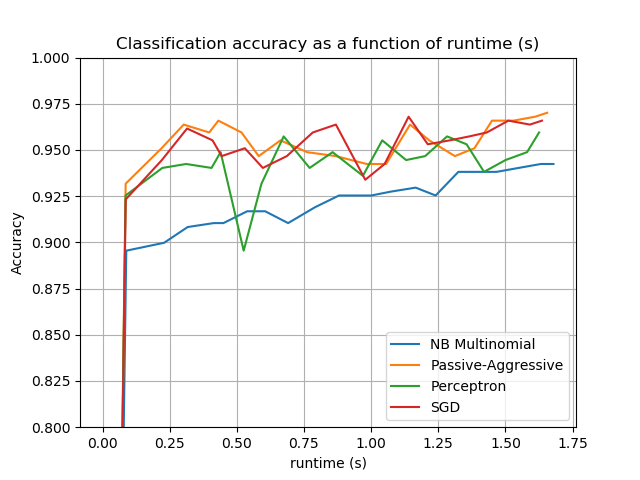 Classification accuracy as a function of runtime (s)
1.000
0.975
0.950
0.925
0.900
0.875
0.850
0.825
0.800
Accuracy
0.00 0.25 0.50 0.75 1.00 1.25 1.50 1.75
runtime (s)
NB Multinomial
Passive-Aggressive
Perceptron
SGD